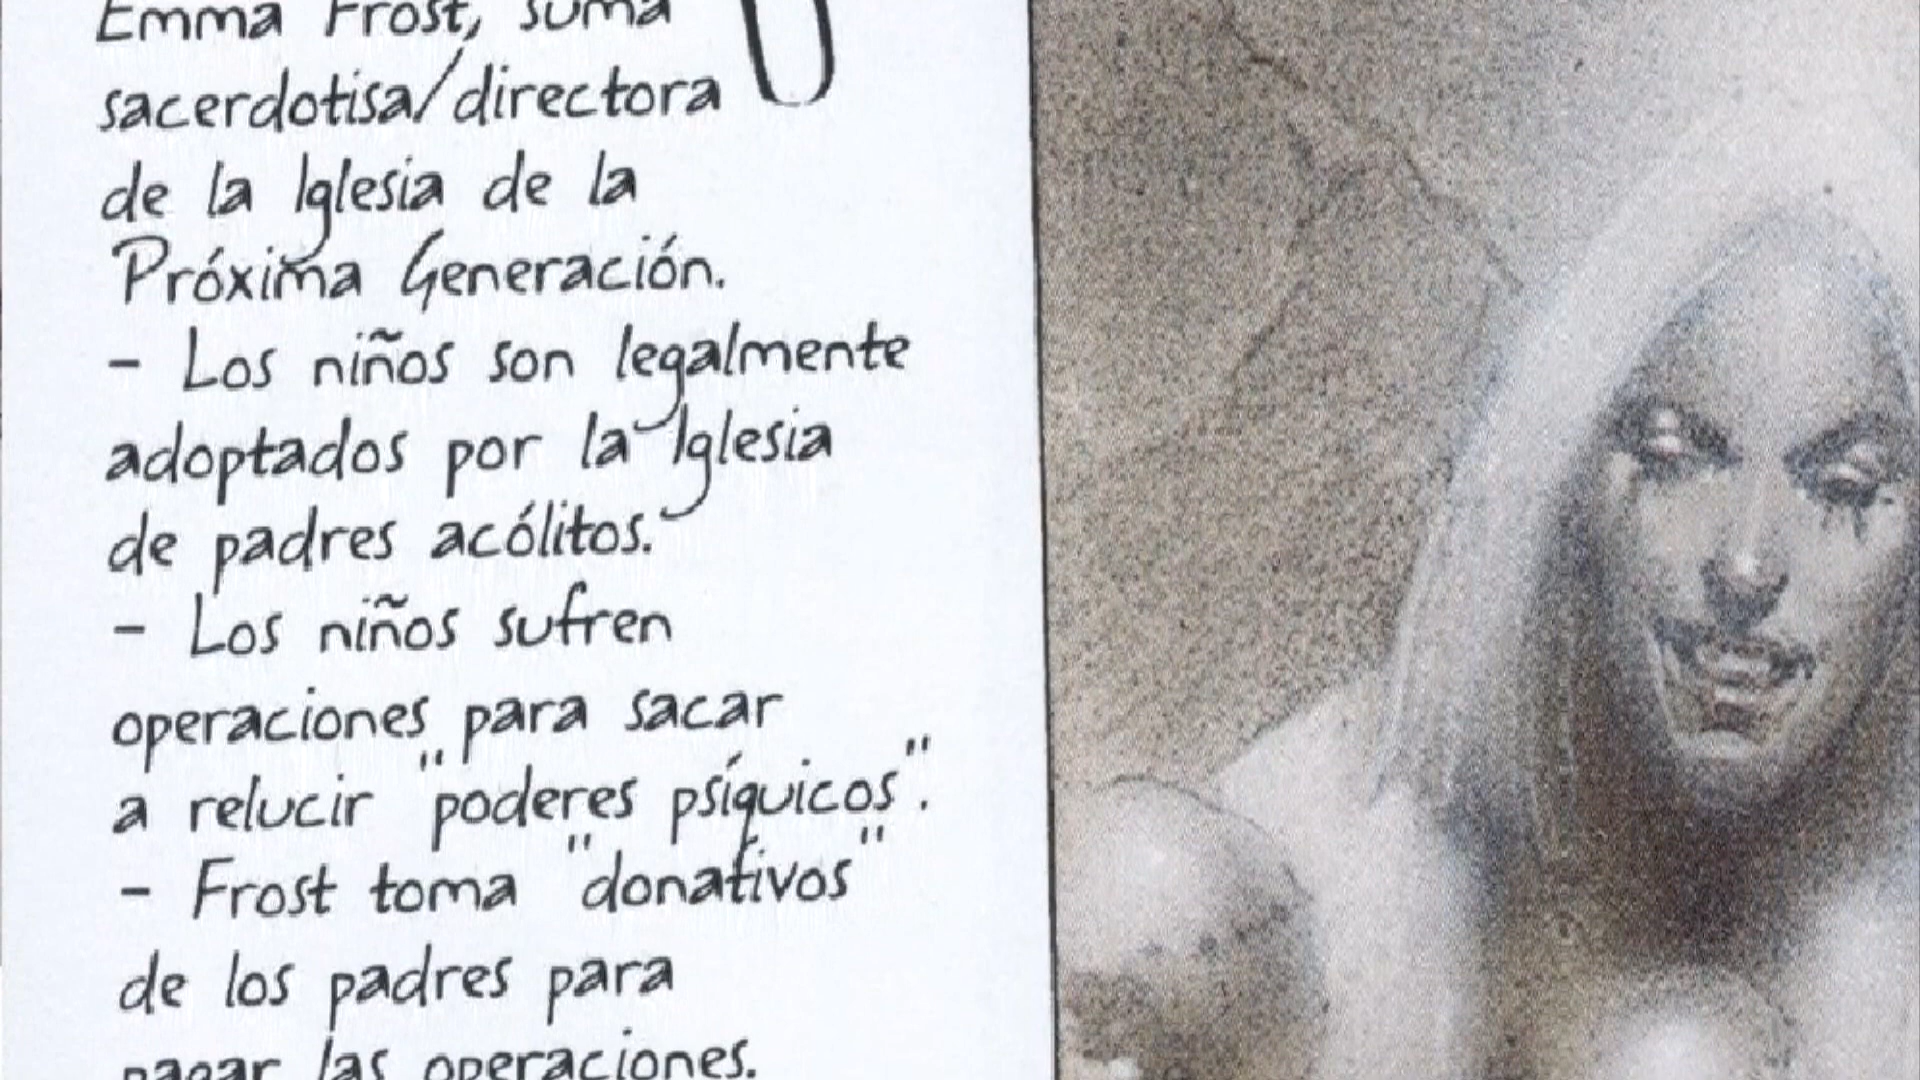 Emma Frost, suma
sacerdotisa/directora
de la Iglesia de la
Próxima Generación.
- Los niños son legalmente
adoptados por la Iglesia
de padres acólitos.
- Los niños sufren
operaciones para sacar
a relucir "poderes psíquicos".
- Frost toma "donativos"
de los padres para
pagar las operaciones.